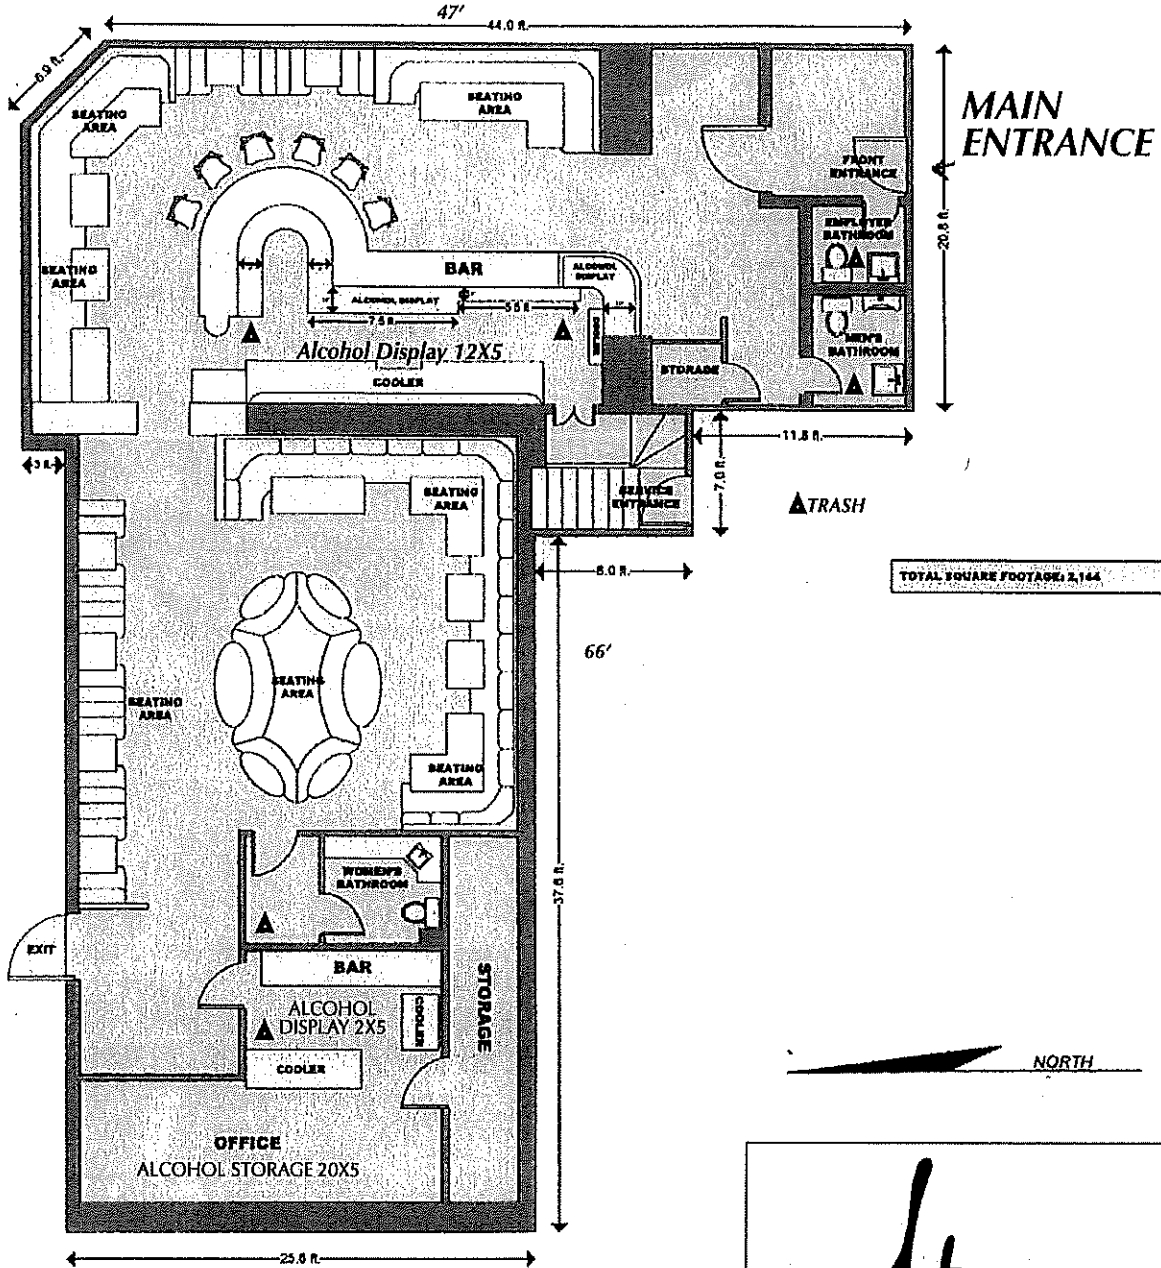 47'
44.0 ft.
6.9 ft.
SEATING
AREA
SEATING
AREA
MAIN
ENTRANCE
FRONT
ENTRANCE
EMPLOYEE
BATHROOM
20.8 ft.
SEATING
AREA
BAR
ALCOHOL
DISPLAY
ALCOHOL DISPLAY
7.5 ft.
5.5 ft.
COOLER
MEN'S
BATHROOM
Alcohol Display 12X5
COOLER
STORAGE
11.8 ft.
3 ft.
7.0 ft.
SEATING
AREA
SERVICE
ENTRANCE
TRASH
8.0 ft.
TOTAL SQUARE FOOTAGE: 2,144
66'
SEATING
AREA
SEATING
AREA
SEATING
AREA
WOMEN'S
BATHROOM
37.6 ft.
EXIT
BAR
STORAGE
ALCOHOL
DISPLAY 2X5
COOLER
COOLER
NORTH
OFFICE
ALCOHOL STORAGE 20X5
25.6 ft.